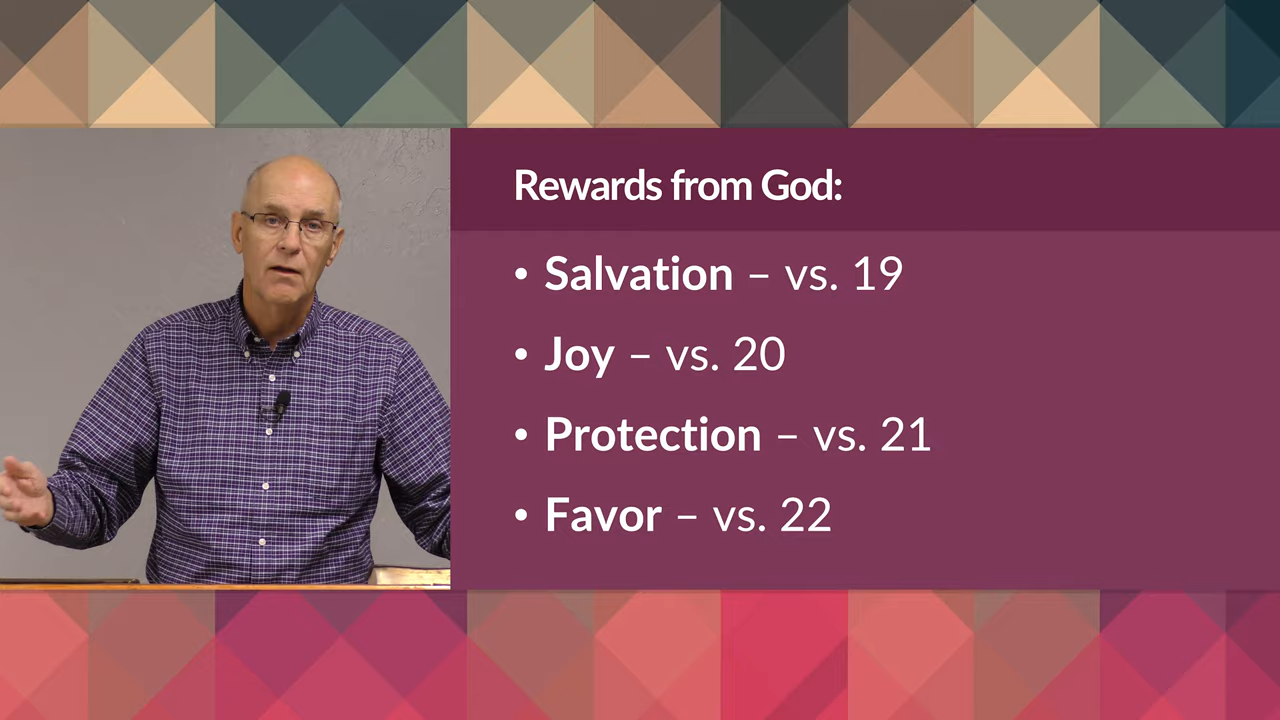 Rewards from God:
• Salvation – vs. 19
• Joy – vs. 20
• Protection – vs. 21
• Favor – vs. 22